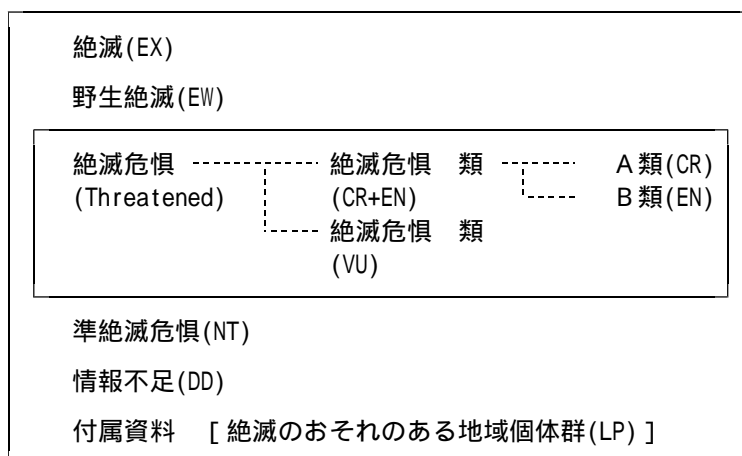 絶滅(EX)
野生絶滅(EW)
絶滅危惧 絶滅危惧　類 A類(CR)
(Threatened) (CR+EN) B類(EN)
絶滅危惧　類
(VU)
準絶滅危惧(NT)
情報不足(DD)
付属資料　[絶滅のおそれのある地域個体群(LP)]